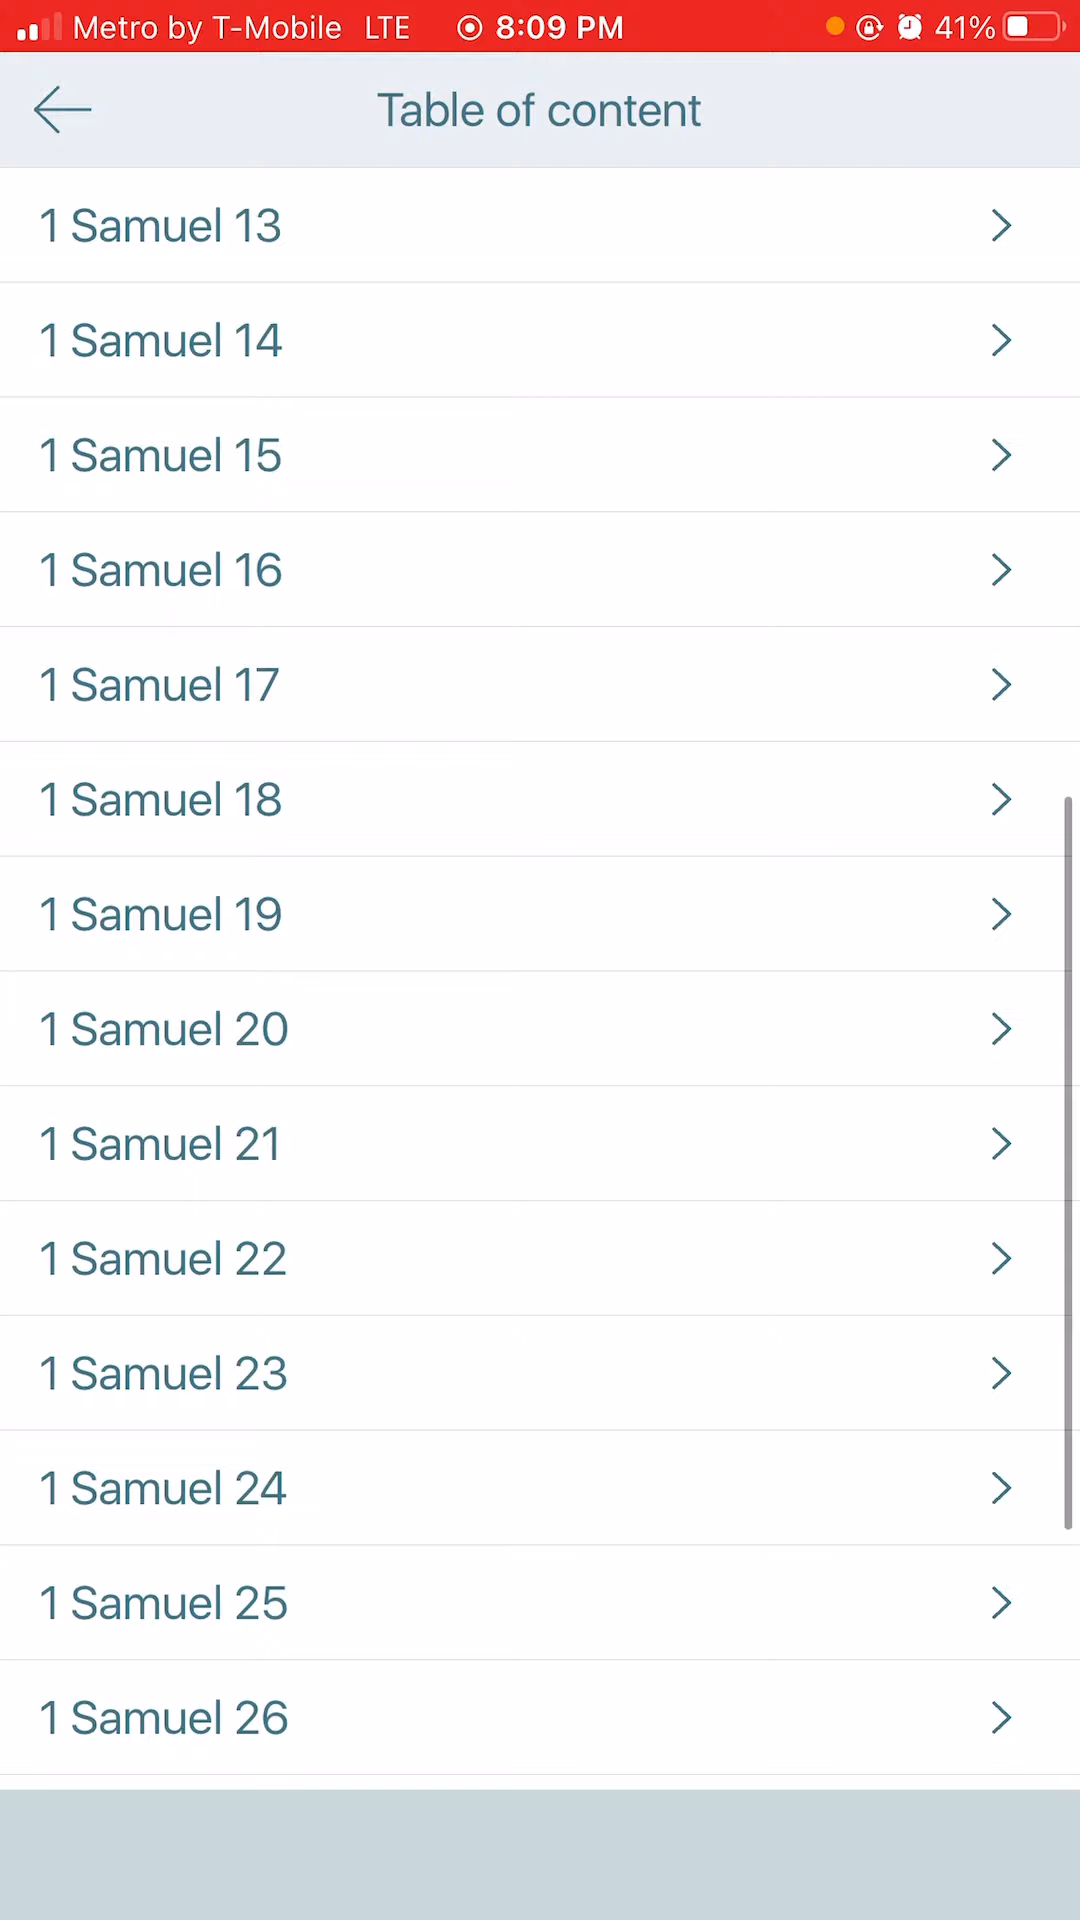 Metro by T-Mobile LTE 8:09 PM 41%
Table of content
1 Samuel 13
1 Samuel 14
1 Samuel 15
1 Samuel 16
1 Samuel 17
1 Samuel 18
1 Samuel 19
1 Samuel 20
1 Samuel 21
1 Samuel 22
1 Samuel 23
1 Samuel 24
1 Samuel 25
1 Samuel 26